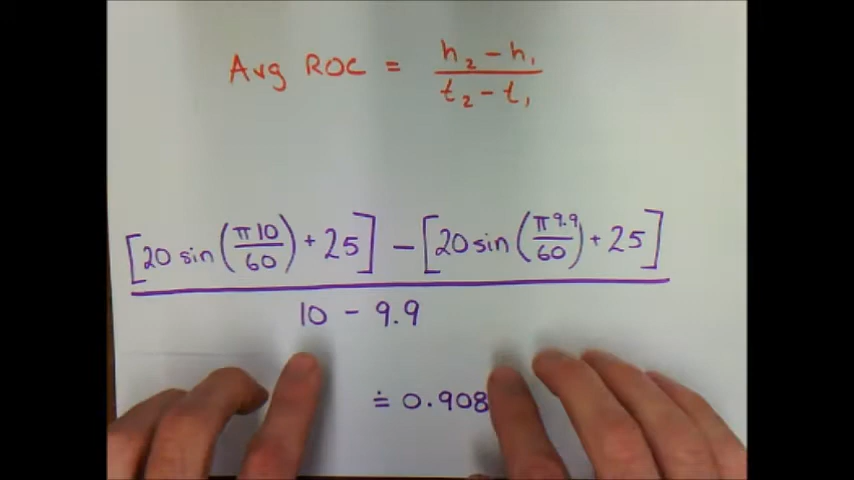 Avg ROC = h₂ - h₁ / t₂ - t₁
[20 sin (π10/60) + 25] - [20 sin (π9.9/60) + 25]
10 - 9.9
≐ 0.908